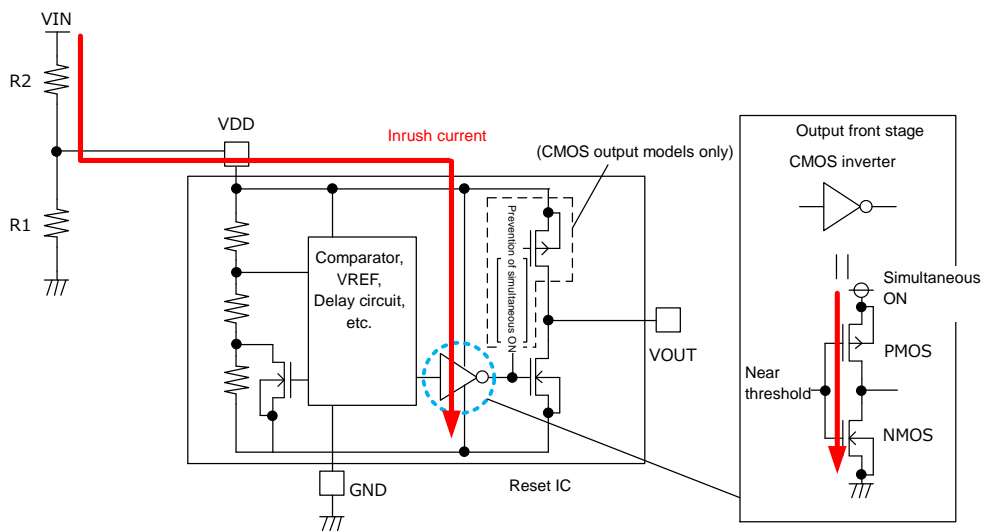 VIN
R2
VDD
Inrush current
(CMOS output models only)
R1
Comparator,
VREF,
Delay circuit,
etc.
Prevention of simultaneous ON
VOUT
GND
Reset IC
Output front stage
CMOS inverter
Simultaneous
ON
PMOS
Near
threshold
NMOS